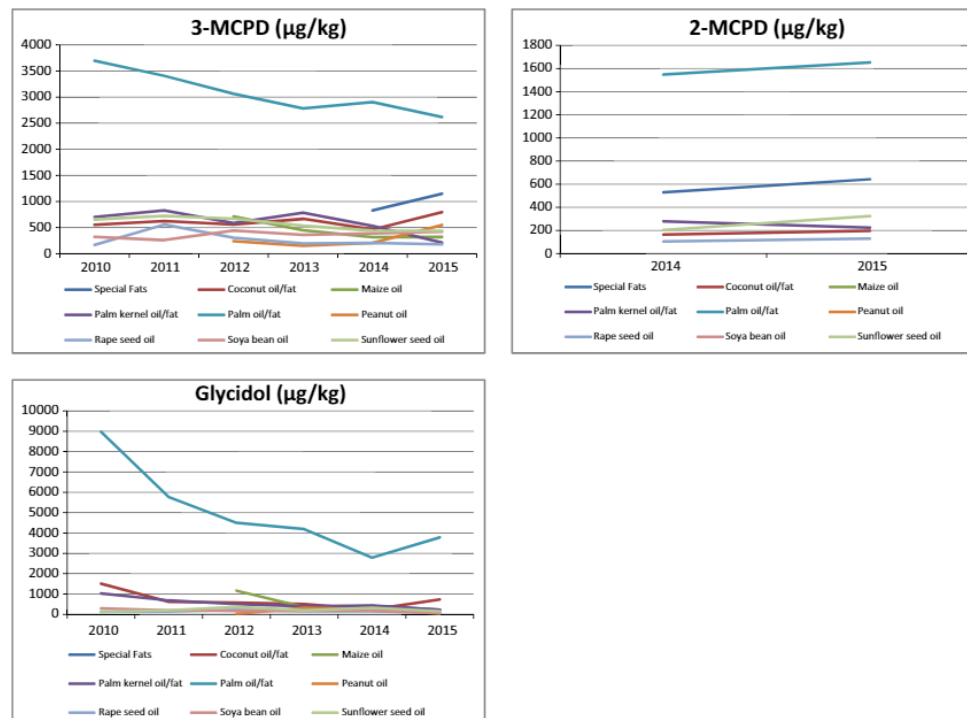 3-MCPD (µg/kg)
4000
3500
3000
2500
2000
1500
1000
500
0
2010 2011 2012 2013 2014 2015
Special Fats Coconut oil/fat Maize oil
Palm kernel oil/fat Palm oil/fat Peanut oil
Rape seed oil Soya bean oil Sunflower seed oil
2-MCPD (µg/kg)
1800
1600
1400
1200
1000
800
600
400
200
0
2014 2015
Special Fats Coconut oil/fat Maize oil
Palm kernel oil/fat Palm oil/fat Peanut oil
Rape seed oil Soya bean oil Sunflower seed oil
Glycidol (µg/kg)
10000
9000
8000
7000
6000
5000
4000
3000
2000
1000
0
2010 2011 2012 2013 2014 2015
Special Fats Coconut oil/fat Maize oil
Palm kernel oil/fat Palm oil/fat Peanut oil
Rape seed oil Soya bean oil Sunflower seed oil